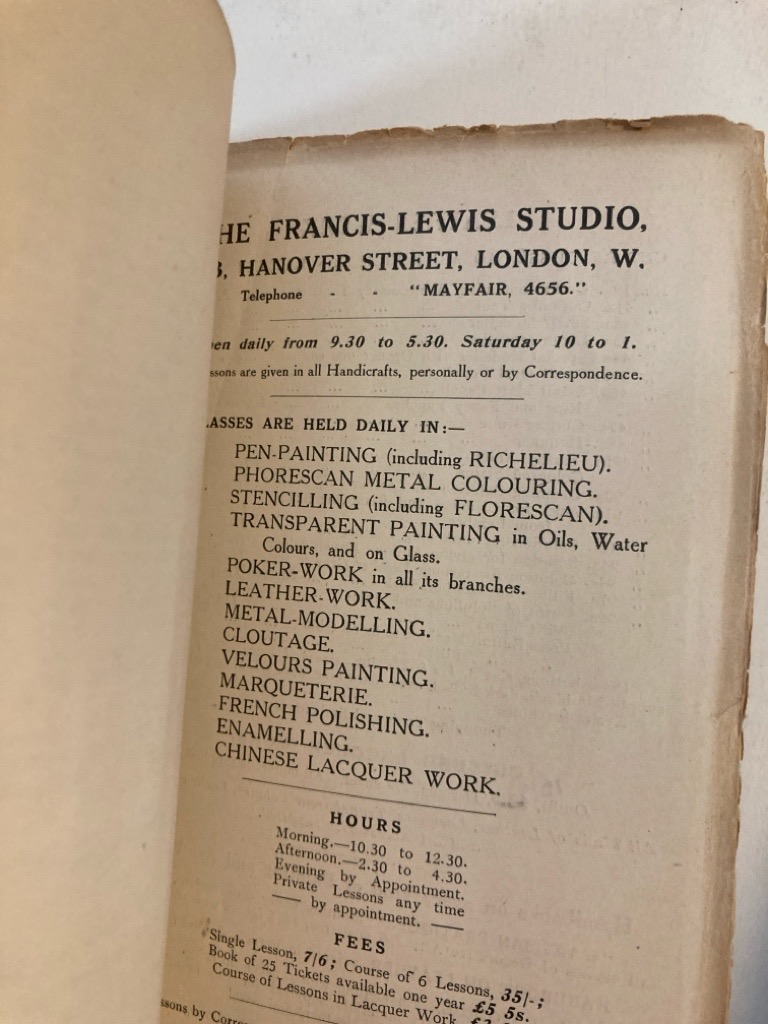 HE FRANCIS-LEWIS STUDIO,
HANOVER STREET, LONDON, W.
Telephone - - "MAYFAIR, 4656."
en daily from 9.30 to 5.30. Saturday 10 to 1.
ssons are given in all Handicrafts, personally or by Correspondence.
ASSES ARE HELD DAILY IN:—
PEN-PAINTING (including RICHELIEU).
PHORESCAN METAL COLOURING.
STENCILLING (including FLORESCAN).
TRANSPARENT PAINTING in Oils, Water
Colours, and on Glass.
POKER-WORK in all its branches.
LEATHER-WORK.
METAL-MODELLING.
CLOUTAGE.
VELOURS PAINTING.
MARQUETERIE.
FRENCH POLISHING.
ENAMELLING.
CHINESE LACQUER WORK.
HOURS
Morning.—10.30 to 12.30.
Afternoon.—2.30 to 4.30.
Evening by Appointment.
Private Lessons any time
— by appointment. —
FEES
Single Lesson, 7/6; Course of 6 Lessons, 35/-;
Book of 25 Tickets available one year £5 5s.
Course of Lessons in Lacquer Work,
ssons by